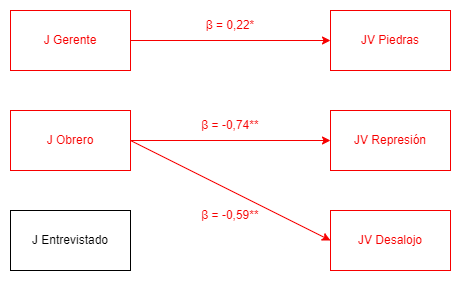 J Gerente
β = 0,22*
JV Piedras
J Obrero
β = -0,74**
JV Represión
β = -0,59**
J Entrevistado
JV Desalojo